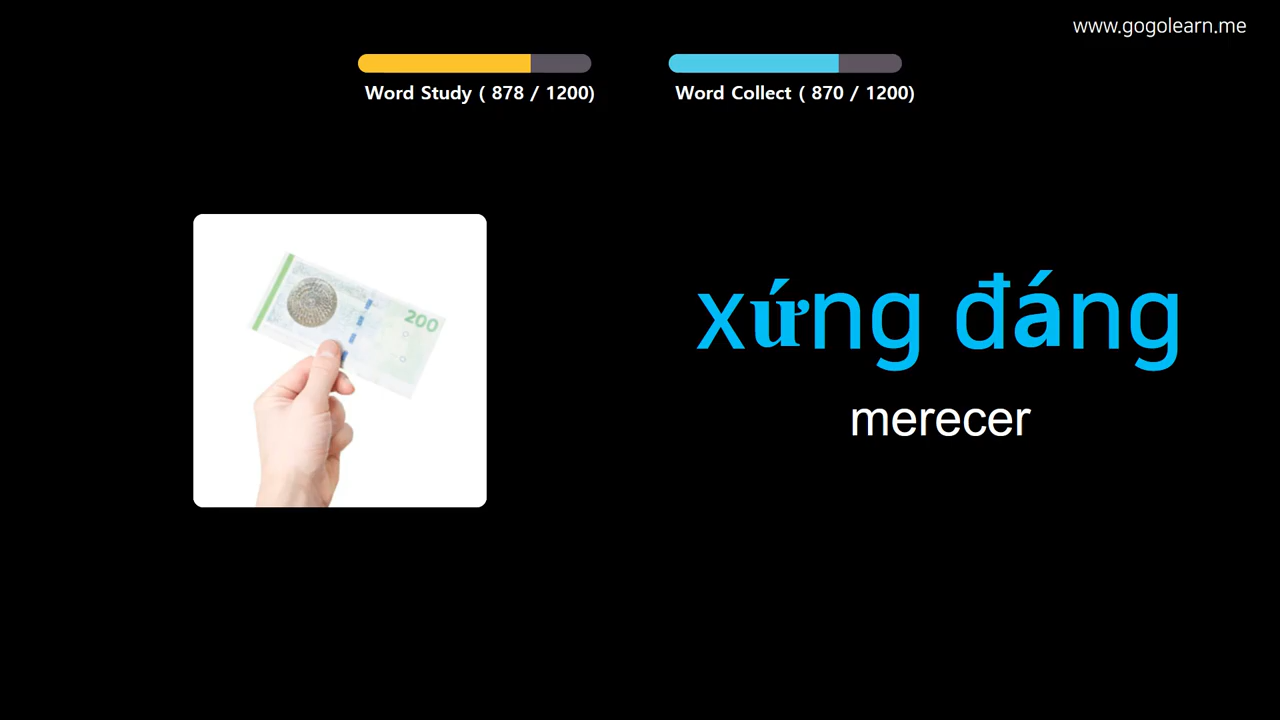 www.gogolearn.me
Word Study ( 878 / 1200)
Word Collect ( 870 / 1200)
200
xứng đáng
merecer